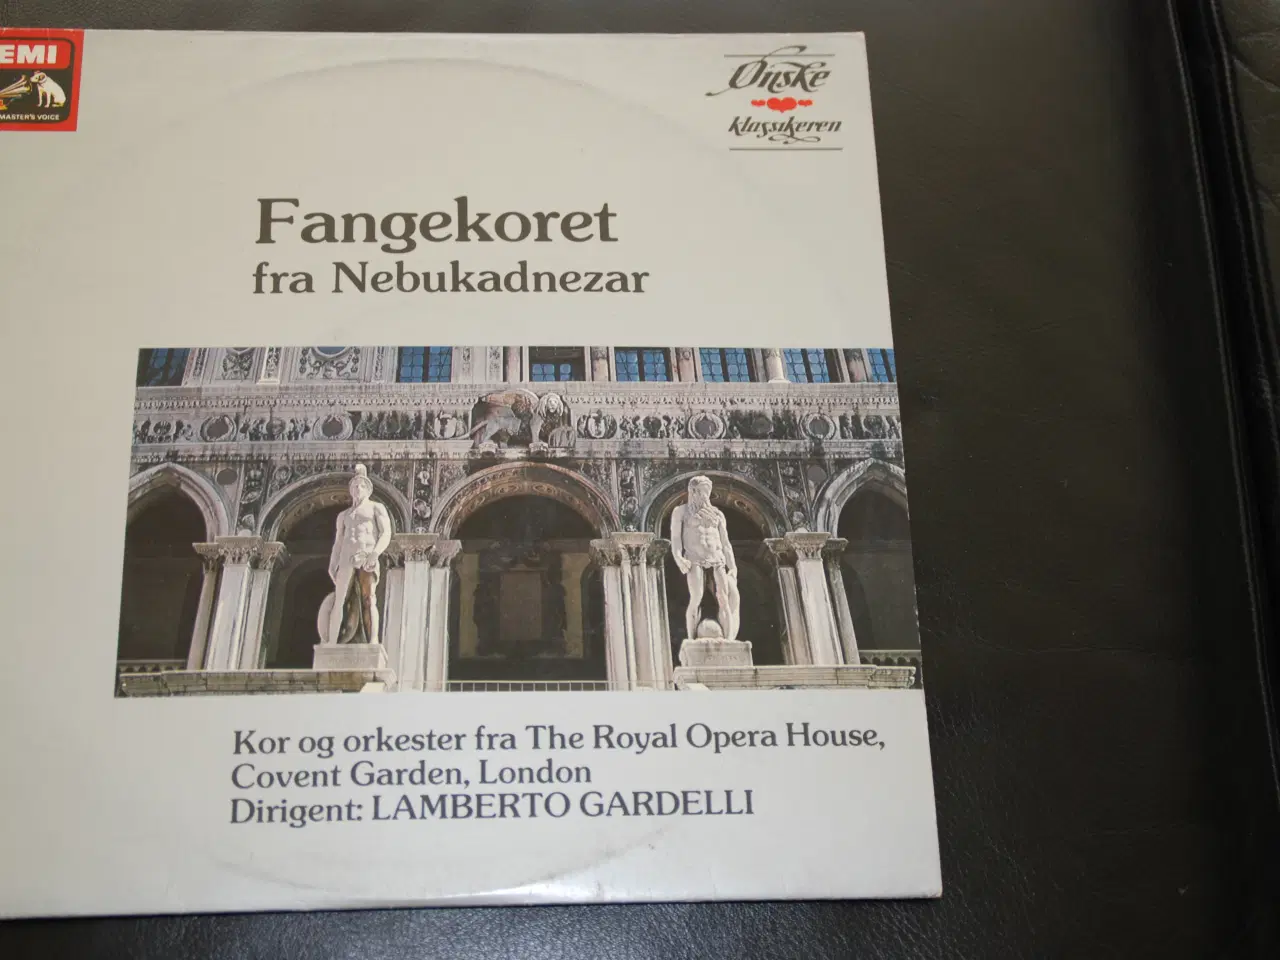 EMI
MASTER'S VOICE
Ønske
klassikeren
Fangekoret
fra Nebukadnezar
Kor og orkester fra The Royal Opera House,
Covent Garden, London
Dirigent: LAMBERTO GARDELLI